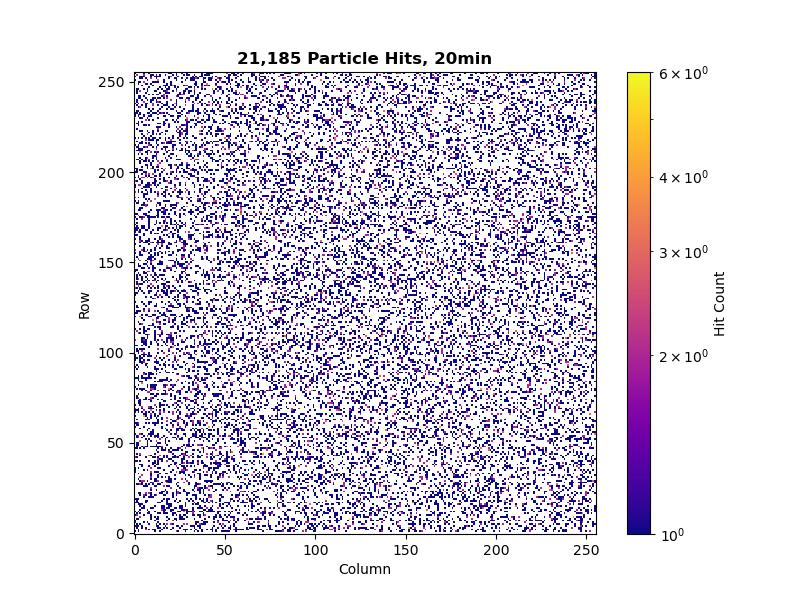 21,185 Particle Hits, 20min
250
200
150
100
50
0
0 50 100 150 200 250
Column
Row
6 × 10⁰
4 × 10⁰
3 × 10⁰
2 × 10⁰
10⁰
Hit Count